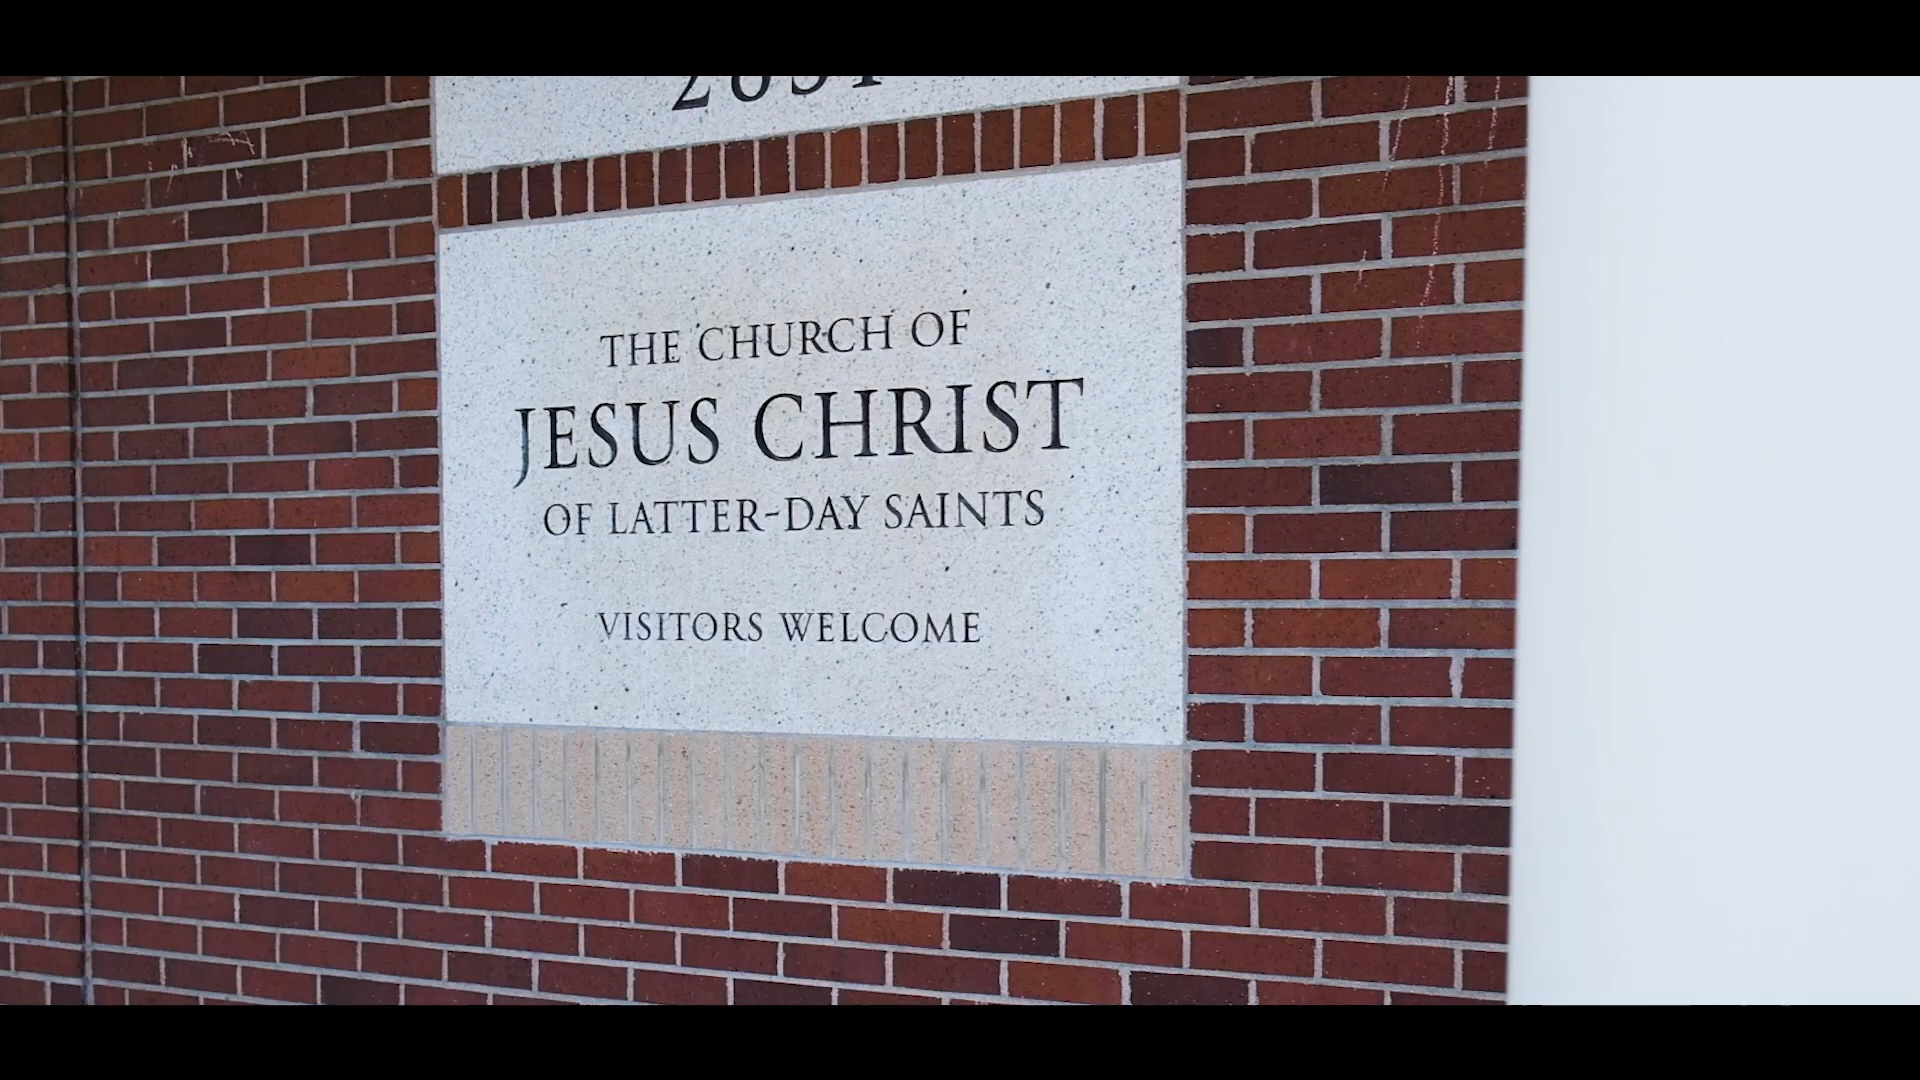 THE CHURCH OF
JESUS CHRIST
OF LATTER-DAY SAINTS
VISITORS WELCOME